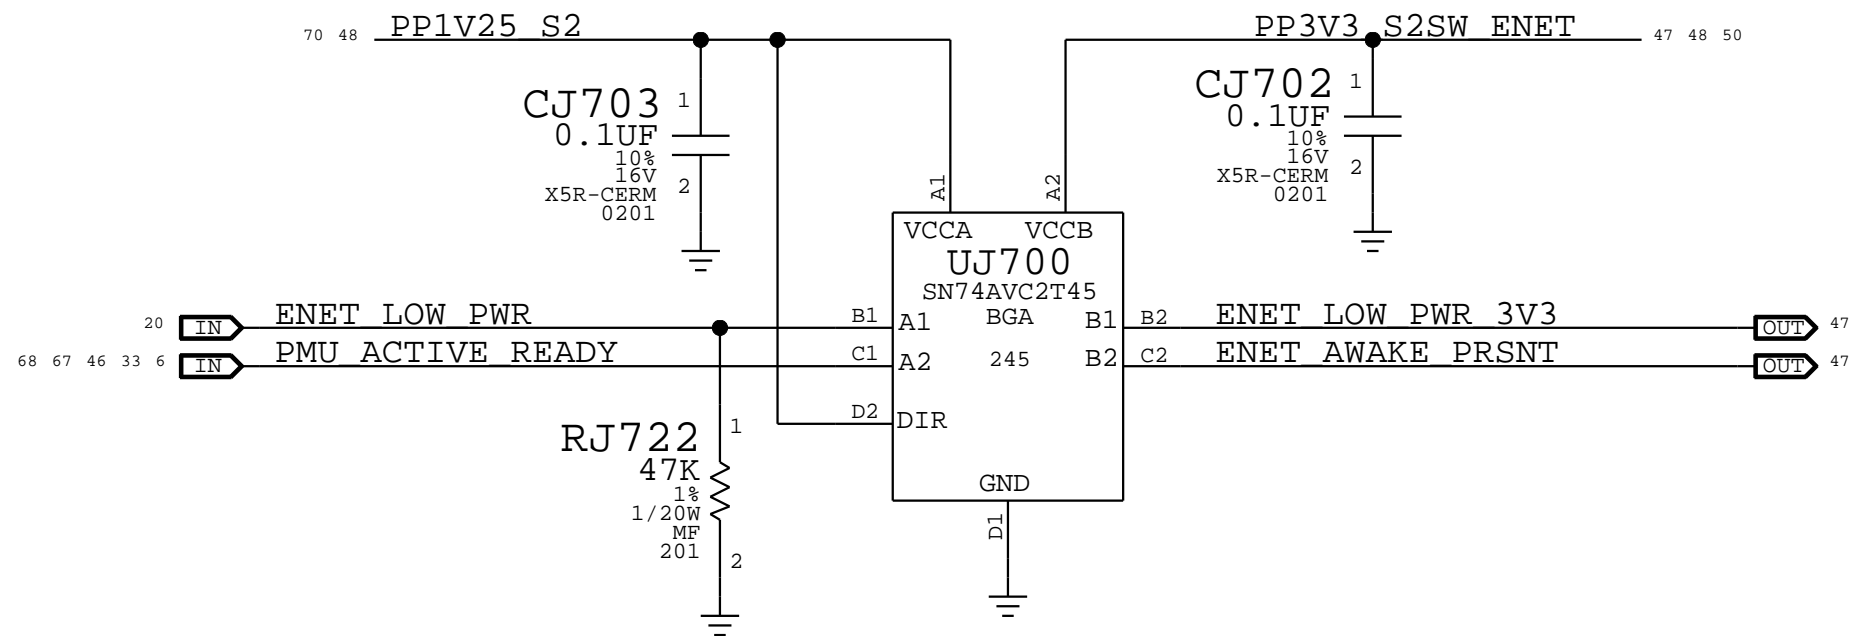 70 48 PP1V25_S2
PP3V3_S2SW_ENET 47 48 50
CJ703
0.1UF
10%
16V
X5R-CERM
0201
1
2
CJ702
0.1UF
10%
16V
X5R-CERM
0201
1
2
A1
A2
VCCA VCCB
UJ700
SN74AVC2T45
BGA
245
20 IN ENET_LOW_PWR B1 A1
68 67 46 33 6 IN PMU_ACTIVE_READY C1 A2
D2 DIR
B1 B2 ENET_LOW_PWR_3V3 OUT 47
B2 C2 ENET_AWAKE_PRSNT OUT 47
GND
D1
RJ722
47K
1%
1/20W
MF
201
1
2